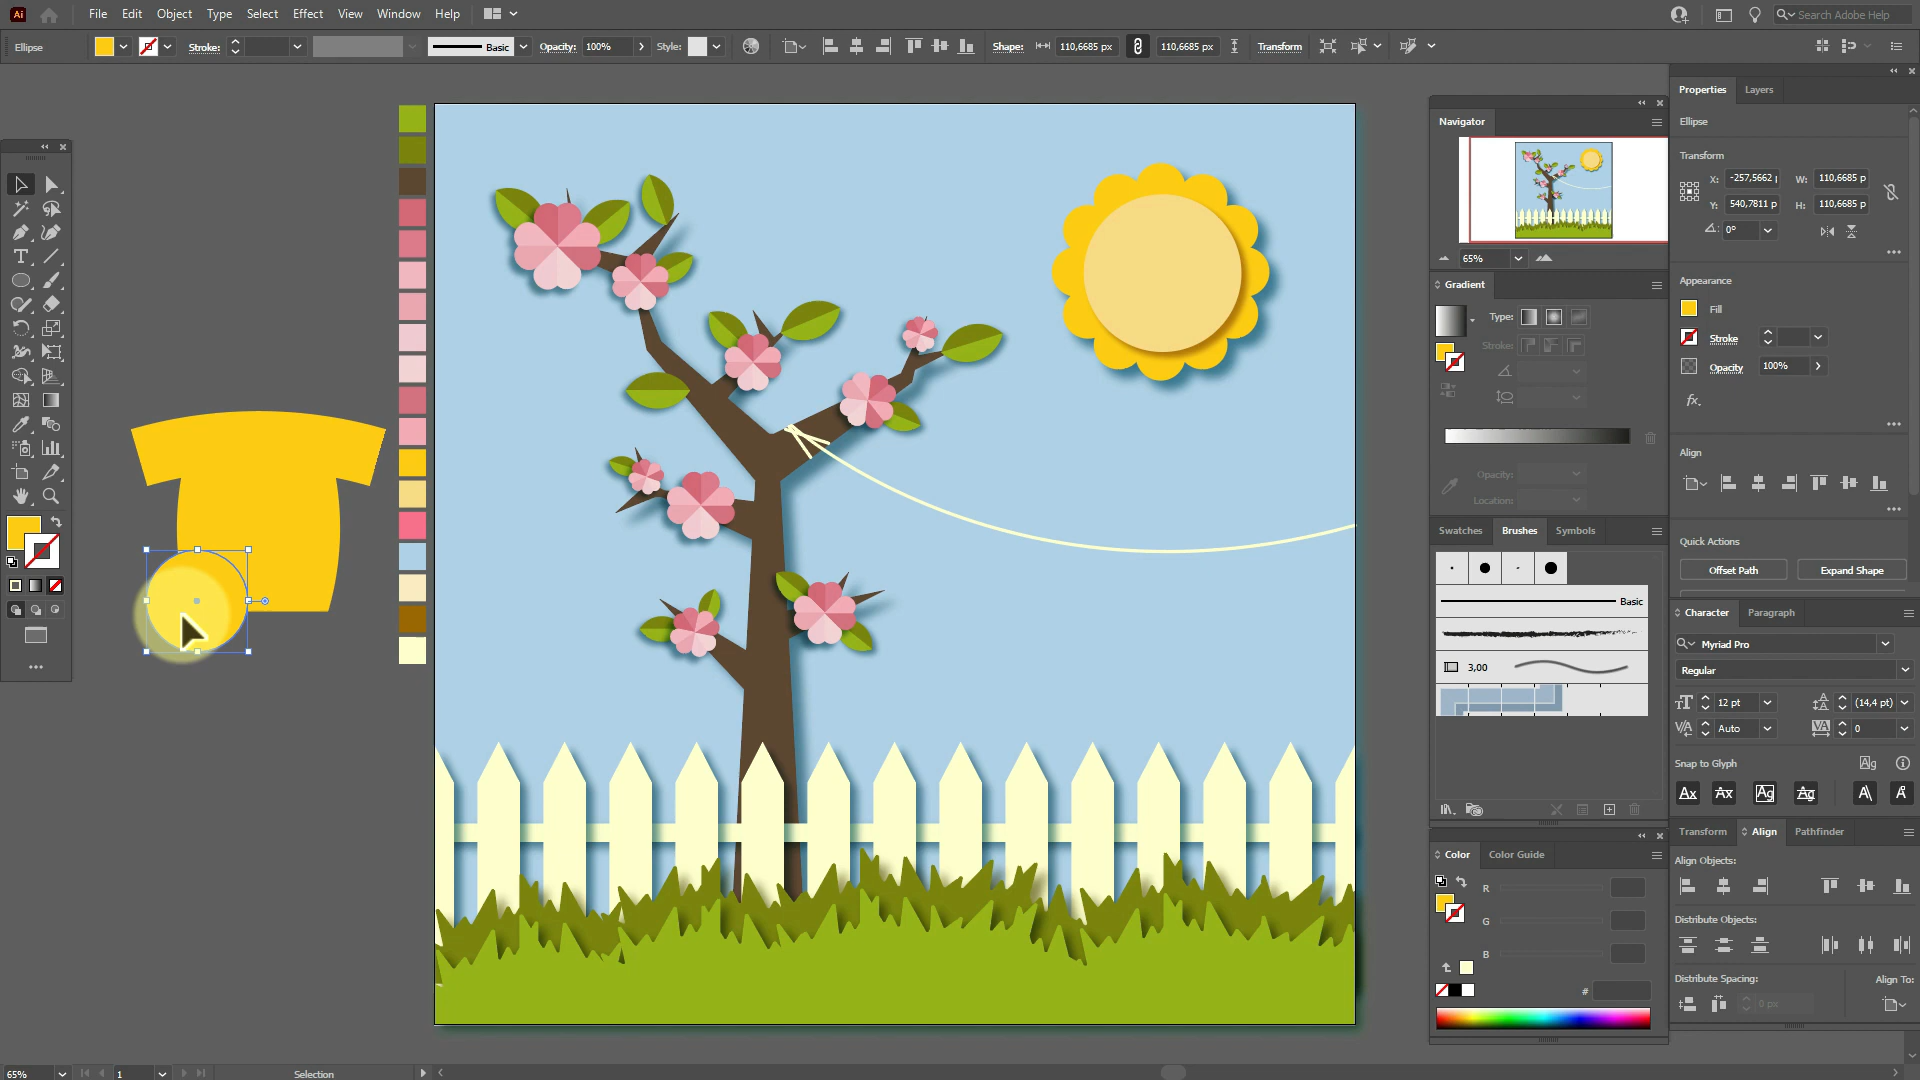 Ai File Edit Object Type Select Effect View Window Help Search Adobe Help
Ellipse Stroke: Basic Opacity: 100% Style: Shape: 110,6685 px 110,6685 px Transform
Properties Layers
Ellipse
Transform
X: -257,5662 W: 110,6685 p
Y: 540,7811 p H: 110,6685 p
0°
Appearance
Fill
Stroke
Opacity 100%
fx.
Align
Quick Actions
Offset Path Expand Shape
Character Paragraph
Myriad Pro
Regular
12 pt (14,4 pt)
Auto 0
Snap to Glyph
Transform Align Pathfinder
Align Objects:
Distribute Objects:
Distribute Spacing: Align To:
0 px
Navigator
65%
Gradient
Type:
Stroke:
Opacity:
Location:
Swatches Brushes Symbols
Basic
3,00
Color Color Guide
R
G
B
#
65% 1 Selection